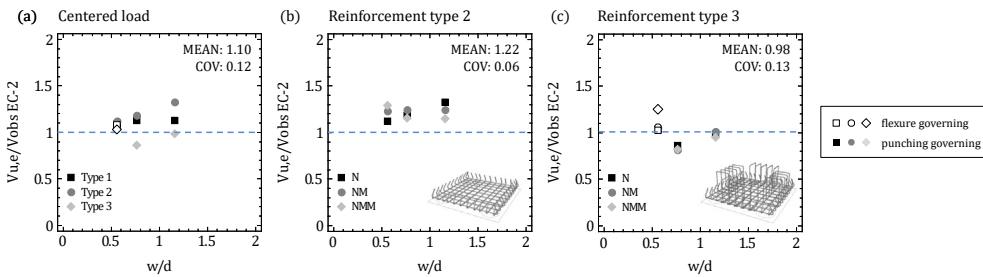 (a) Centered load
MEAN: 1.10
COV: 0.12
Vu,e/Vobs EC-2
2
1.5
1
0.5
0
Type 1
Type 2
Type 3
0 0.5 1 1.5 2
w/d
(b) Reinforcement type 2
MEAN: 1.22
COV: 0.06
Vu,e/Vobs EC-2
2
1.5
1
0.5
0
N
NM
NMM
0 0.5 1 1.5 2
w/d
(c) Reinforcement type 3
MEAN: 0.98
COV: 0.13
Vu,e/Vobs EC-2
2
1.5
1
0.5
0
N
NM
NMM
0 0.5 1 1.5 2
w/d
flexure governing
punching governing